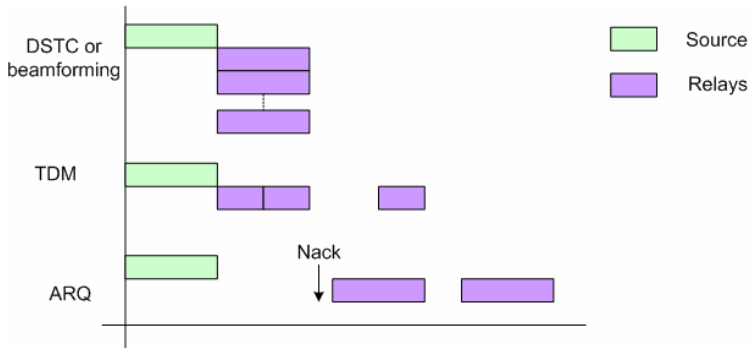 DSTC or
beamforming
Source
Relays
TDM
Nack
ARQ